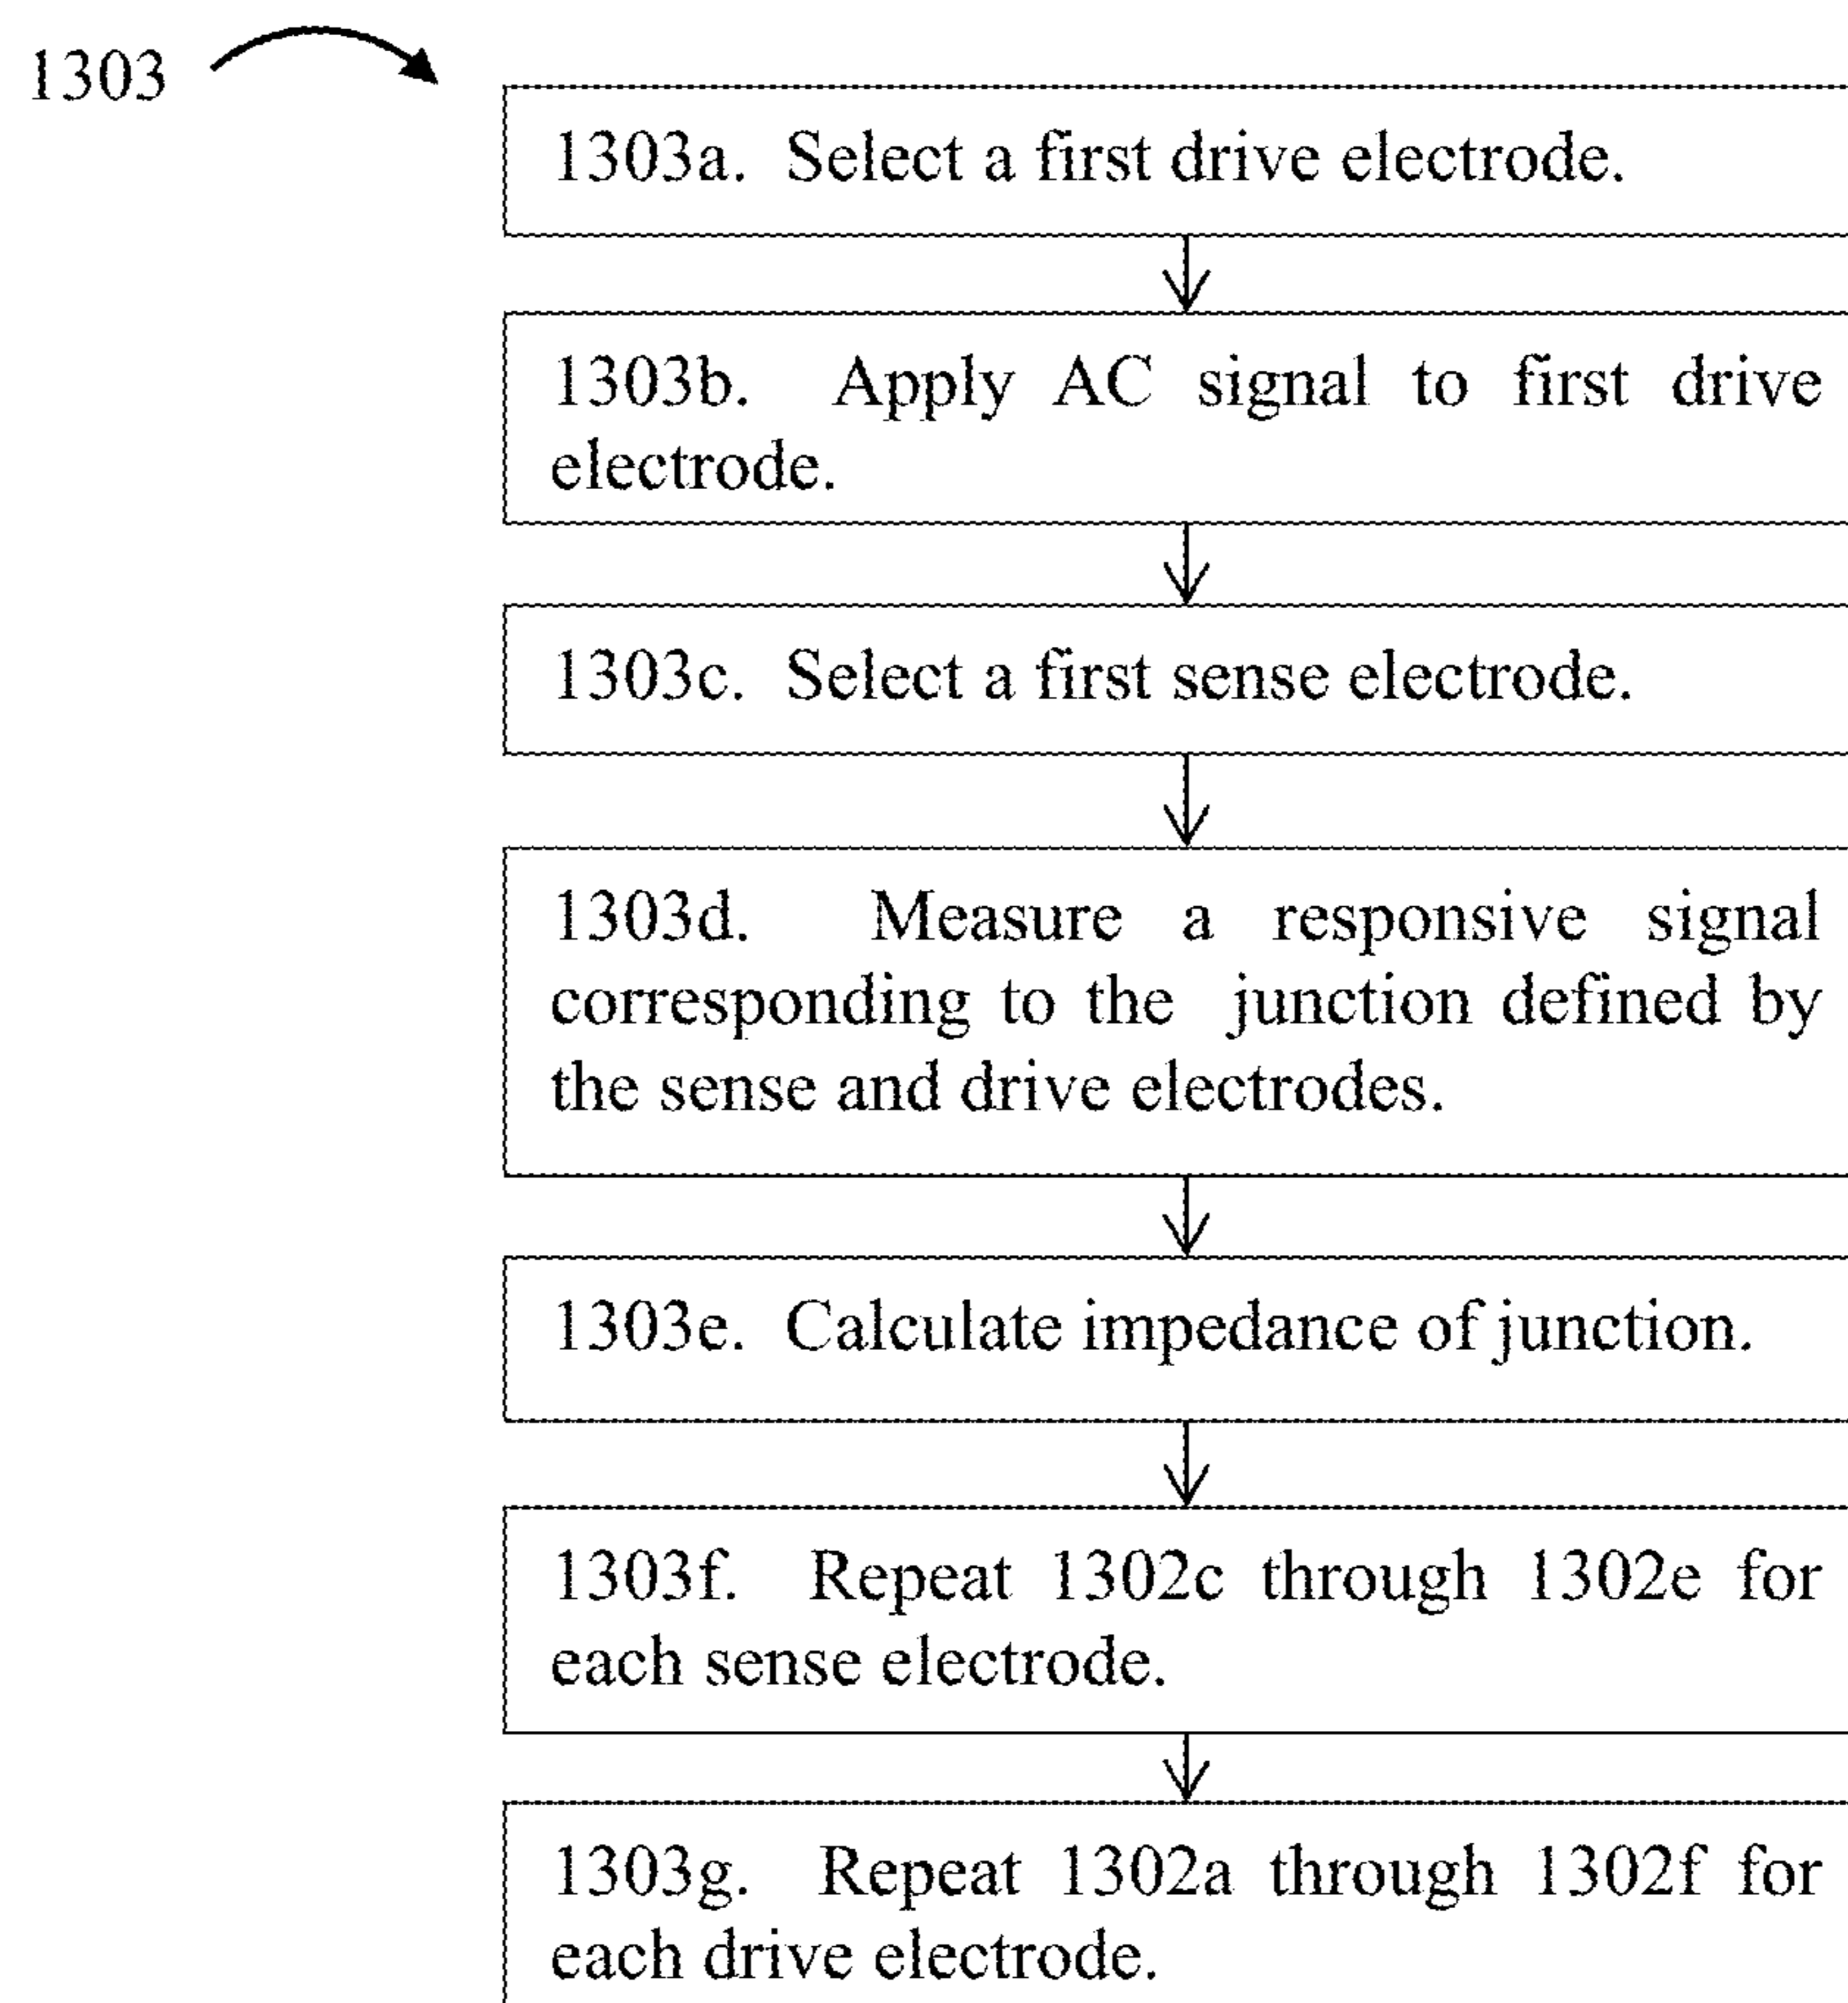 1303
1303a. Select a first drive electrode.
1303b. Apply AC signal to first drive
electrode.
1303c. Select a first sense electrode.
1303d. Measure a responsive signal
corresponding to the junction defined by
the sense and drive electrodes.
1303e. Calculate impedance of junction.
1303f. Repeat 1302c through 1302e for
each sense electrode.
1303g. Repeat 1302a through 1302f for
each drive electrode.